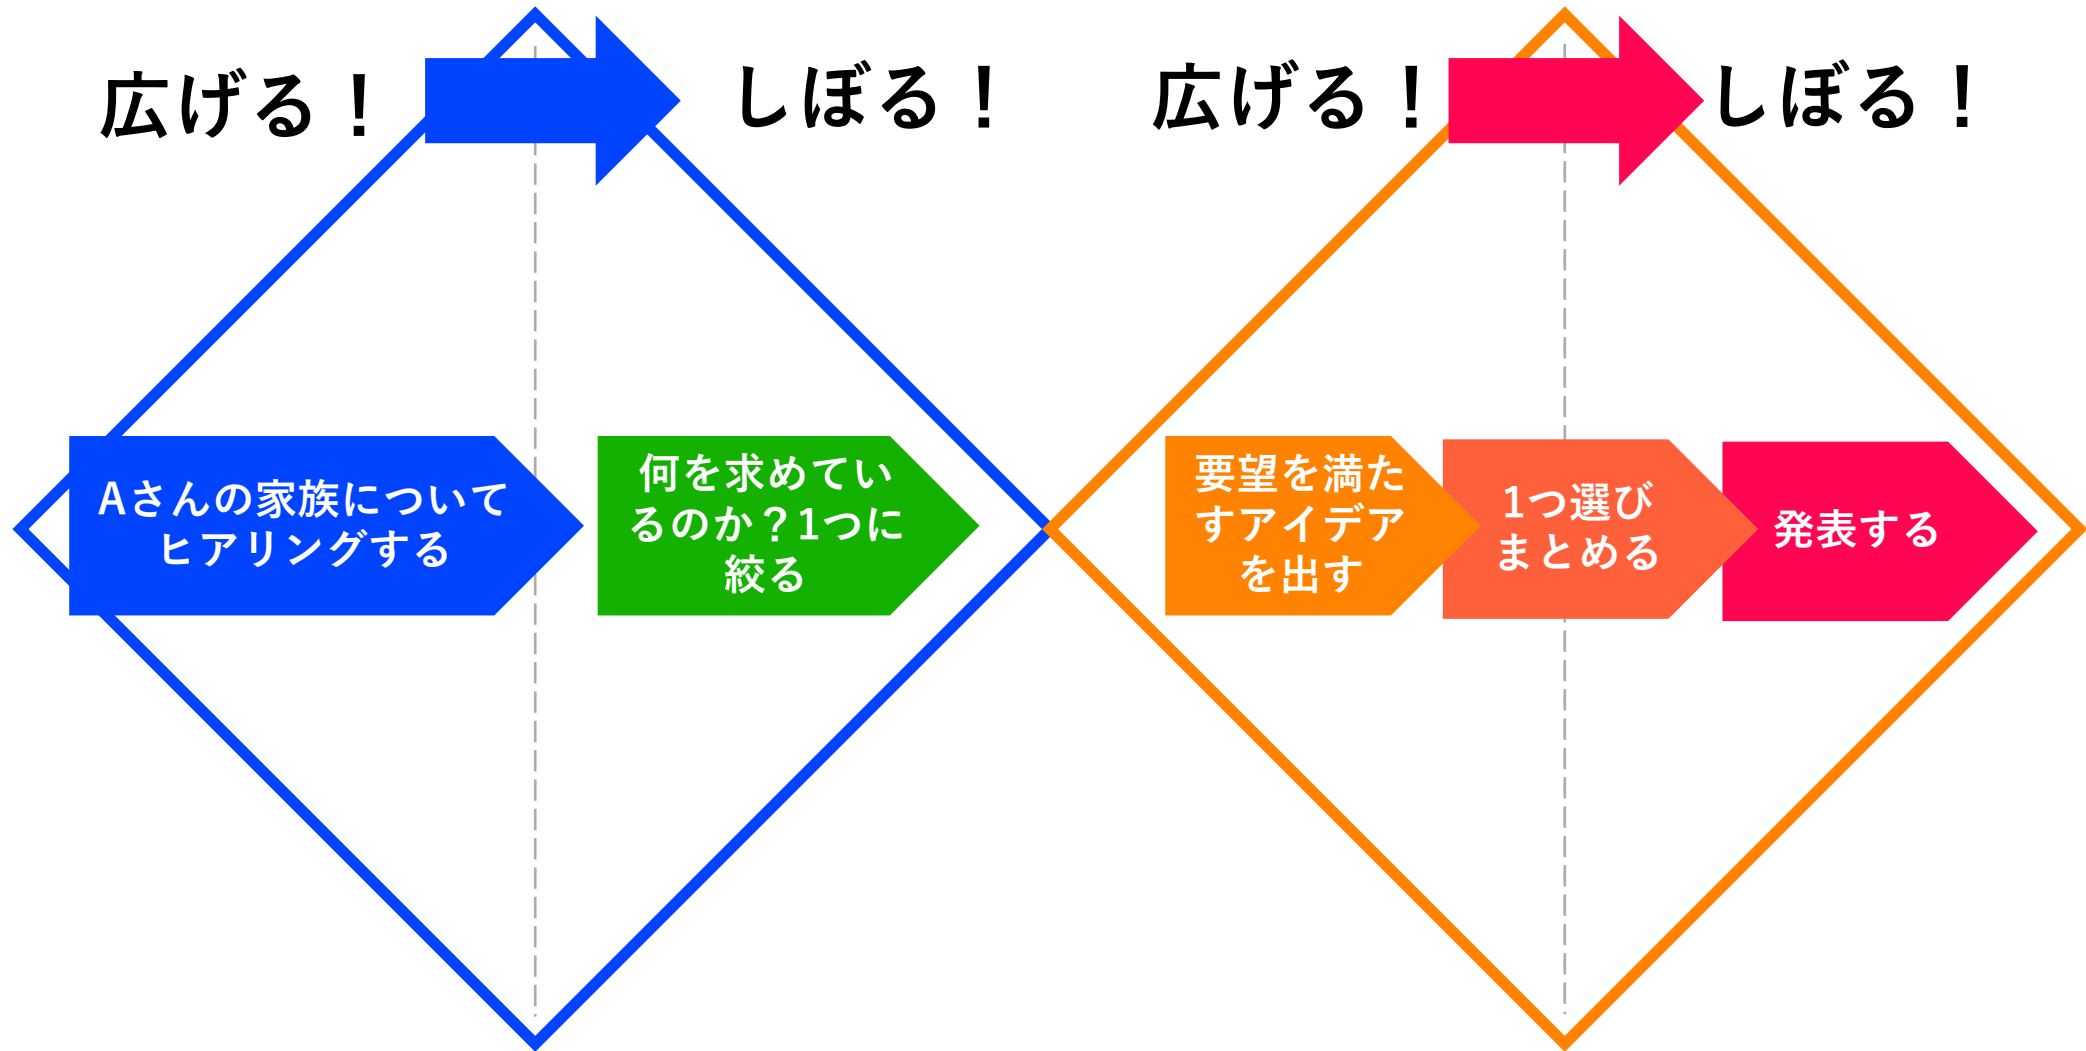 広げる！
しぼる！
広げる！
しぼる！
Aさんの家族について
ヒアリングする
何を求めてい
るのか？1つに
絞る
要望を満た
すアイデア
を出す
1つ選び
まとめる
発表する